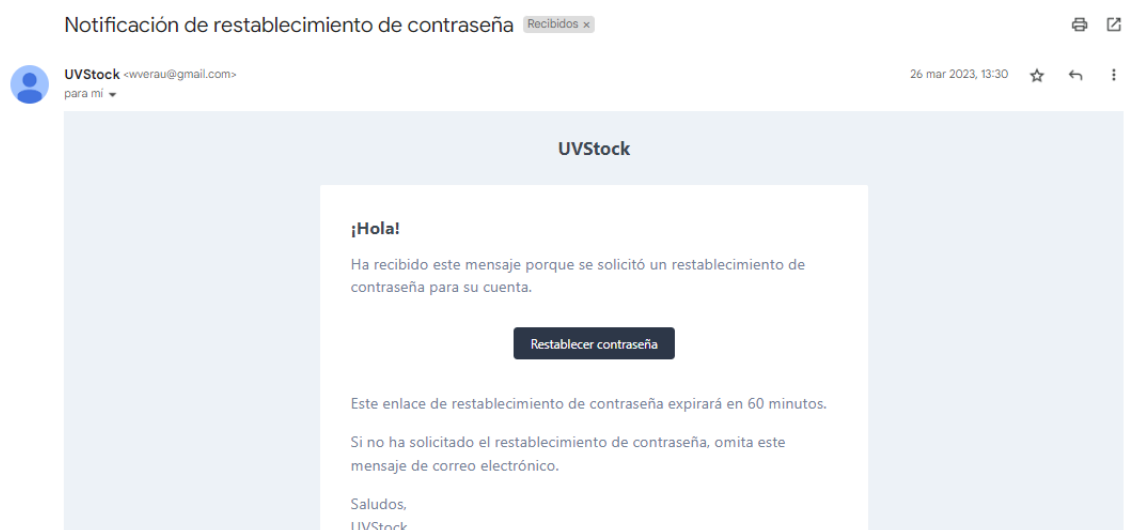 Notificación de restablecimiento de contraseña Recibidos ×
UVStock <wverau@gmail.com>
26 mar 2023, 13:30
para mí
UVStock
¡Hola!
Ha recibido este mensaje porque se solicitó un restablecimiento de
contraseña para su cuenta.
Restablecer contraseña
Este enlace de restablecimiento de contraseña expirará en 60 minutos.
Si no ha solicitado el restablecimiento de contraseña, omita este
mensaje de correo electrónico.
Saludos,
UVStock